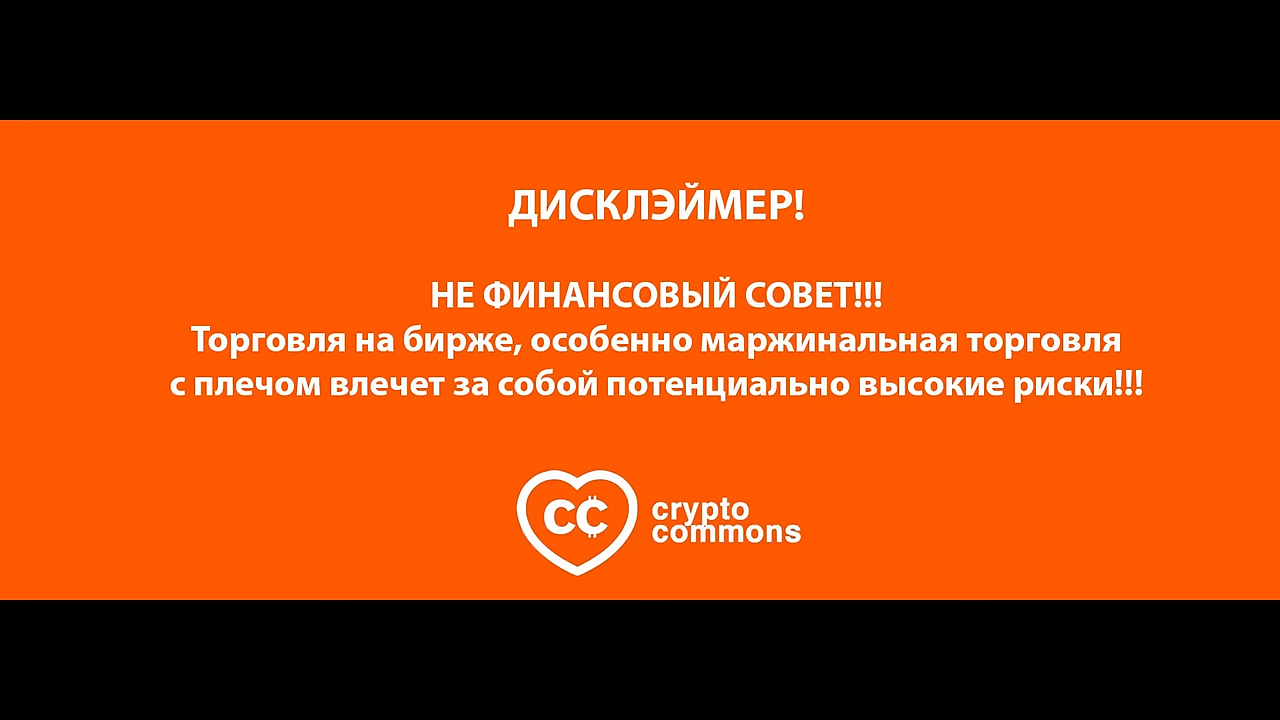 ДИСКЛЭЙМЕР!
НЕ ФИНАНСОВЫЙ СОВЕТ!!!
Торговля на бирже, особенно маржинальная торговля
с плечом влечет за собой потенциально высокие риски!!!
C₵
crypto
commons